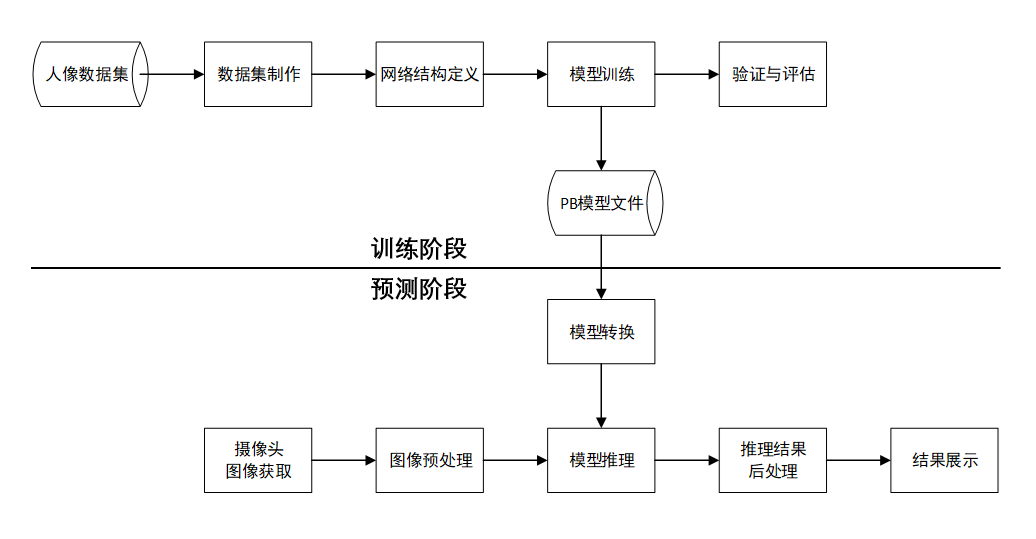 人像数据集
数据集制作
网络结构定义
模型训练
验证与评估
PB模型文件
训练阶段
预测阶段
模型转换
摄像头
图像获取
图像预处理
模型推理
推理结果
后处理
结果展示